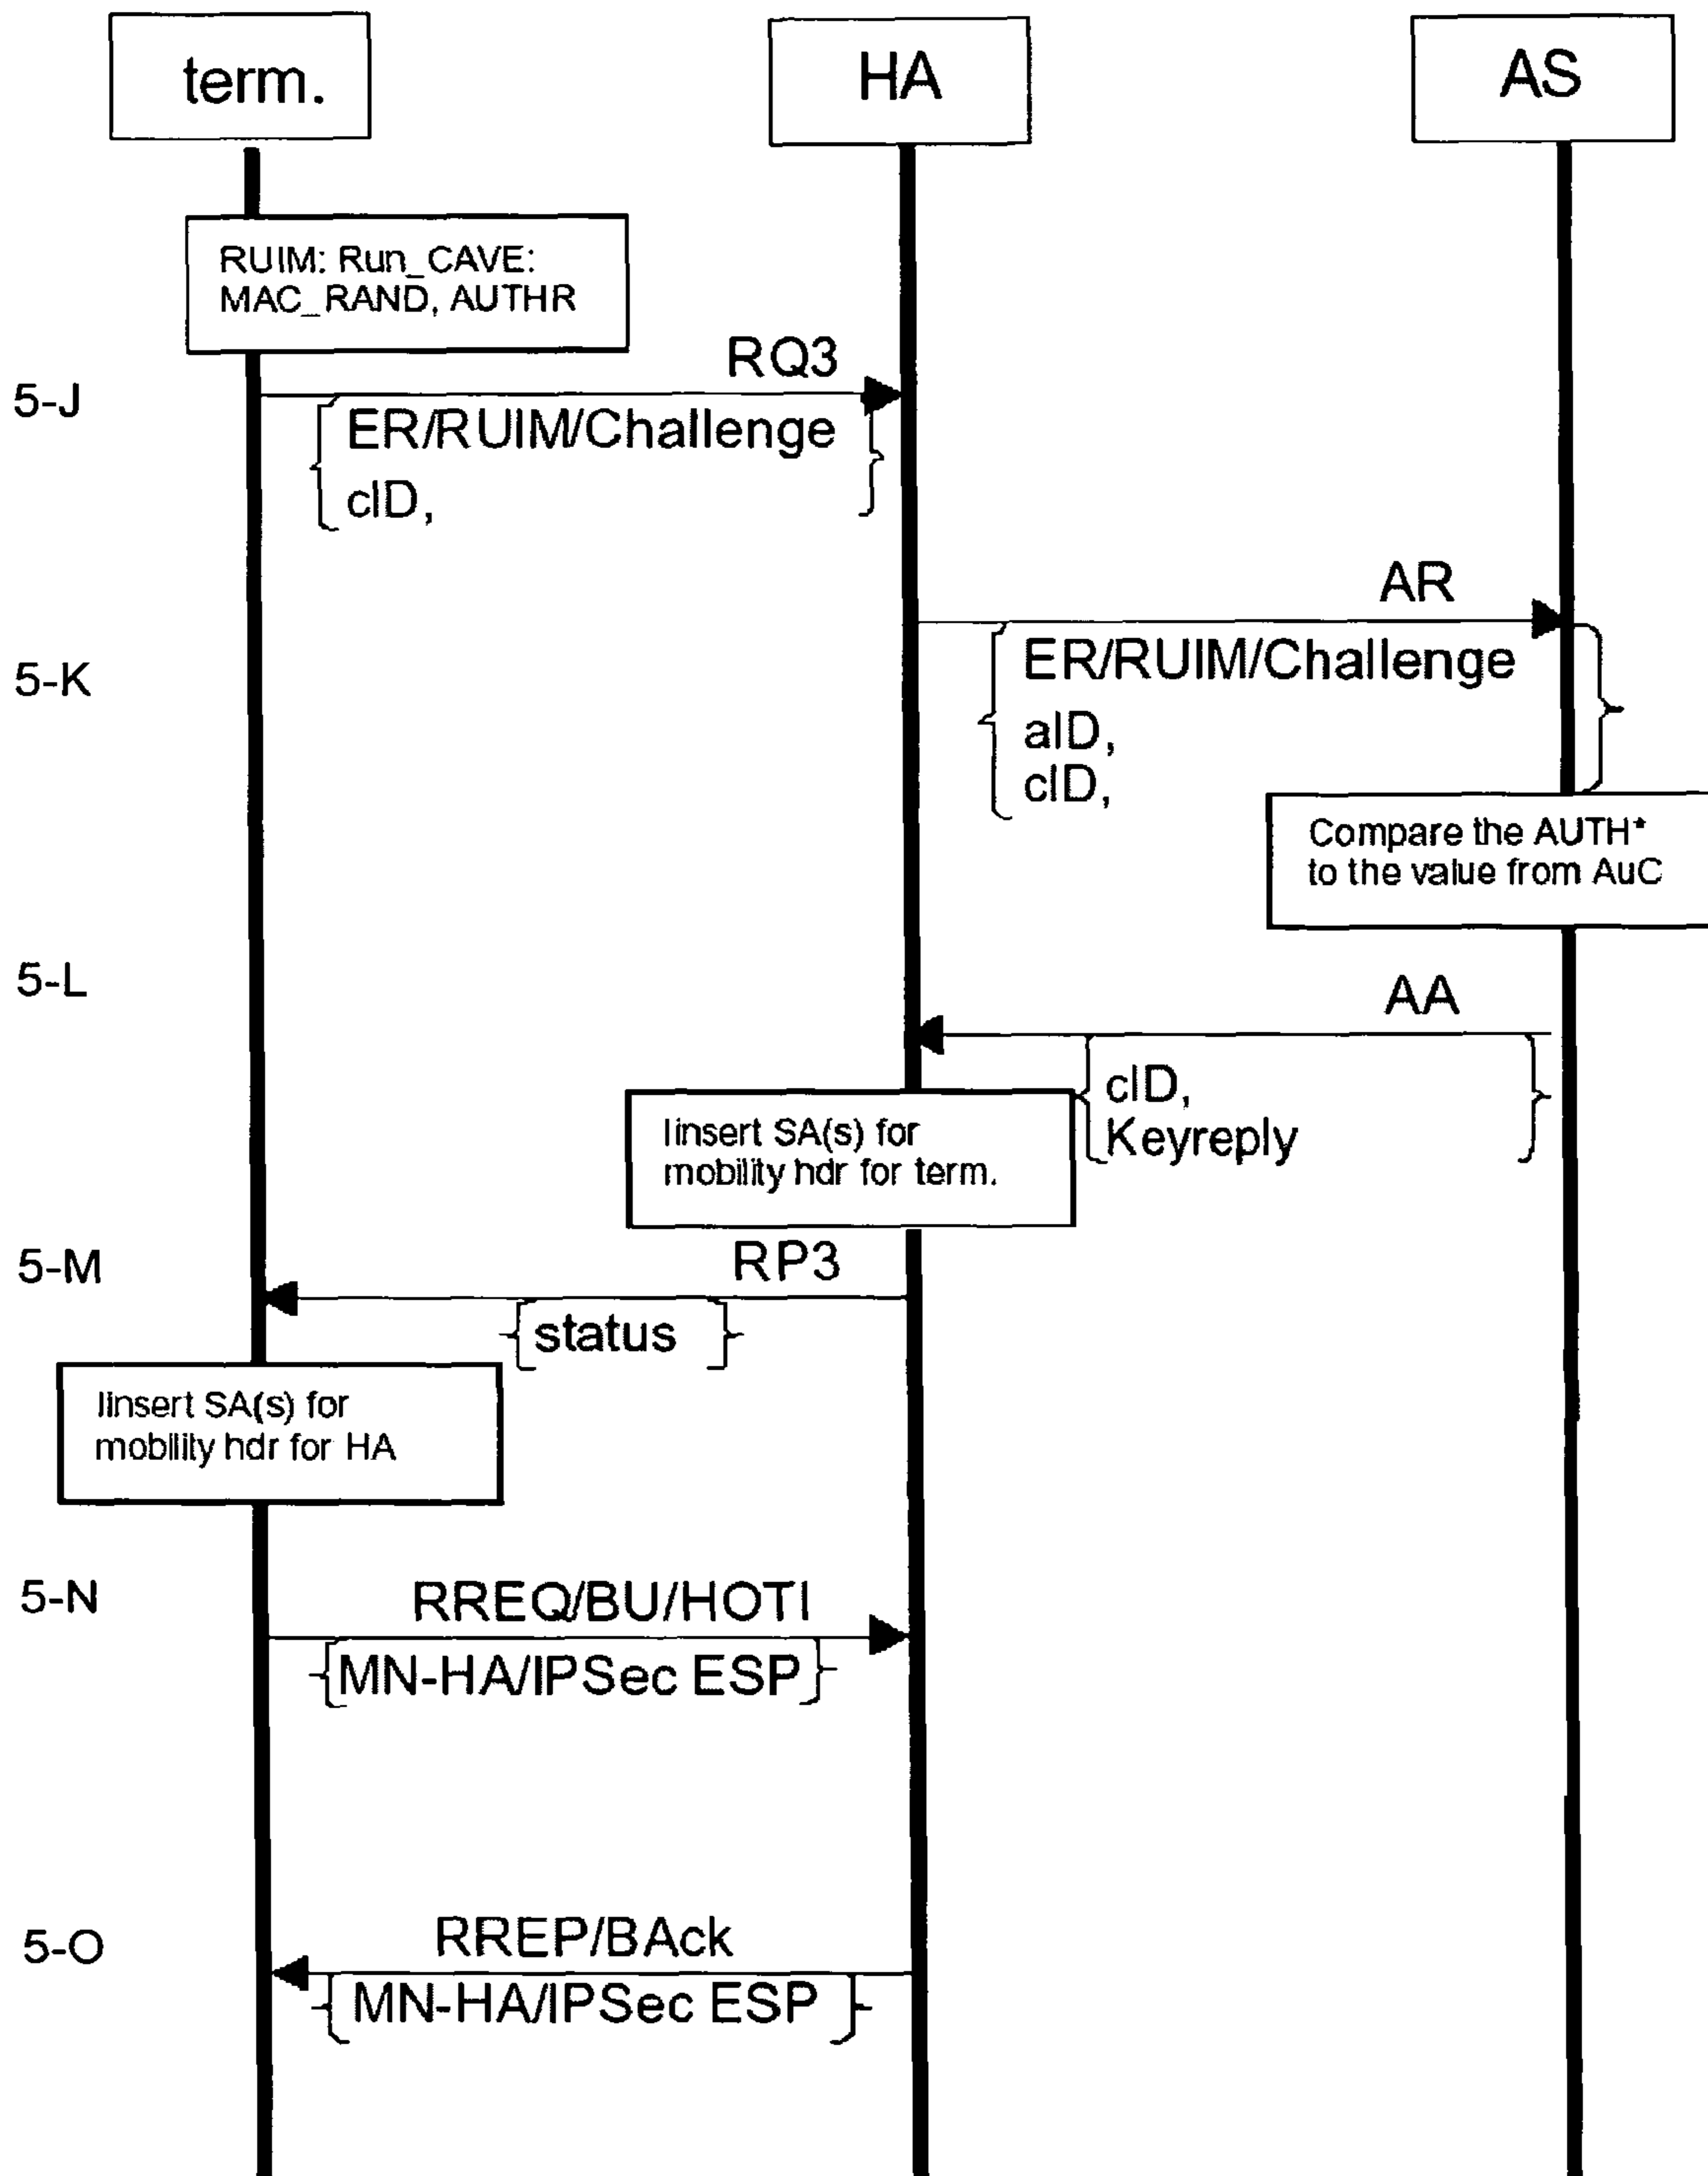 term.
HA
AS
RUIM: Run_CAVE:
MAC_RAND, AUTHR
RQ3
5-J
ER/RUIM/Challenge
cID,
AR
5-K
ER/RUIM/Challenge
aID,
cID,
Compare the AUTH*
to the value from AuC
5-L
AA
cID,
Keyreply
Iinsert SA(s) for
mobility hdr for term.
5-M
RP3
status
Iinsert SA(s) for
mobility hdr for HA
5-N
RREQ/BU/HOTI
MN-HA/IPSec ESP
5-O
RREP/BAck
MN-HA/IPSec ESP